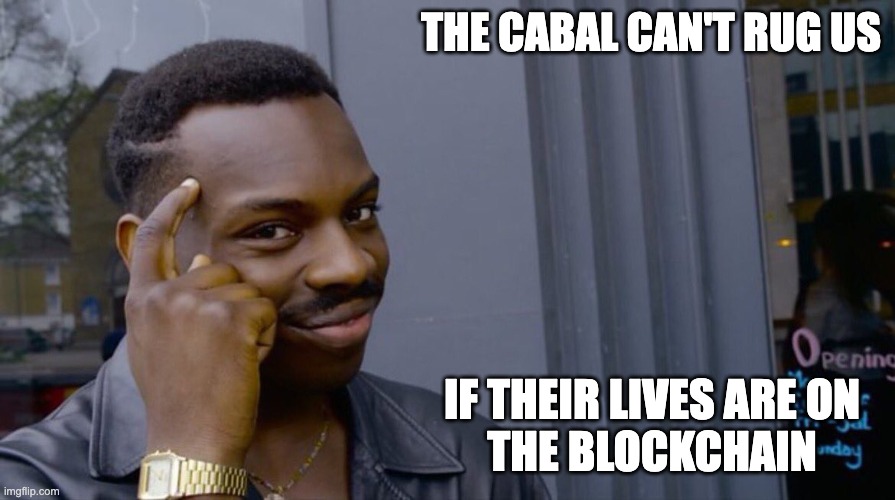 THE CABAL CAN'T RUG US
Opening
IF THEIR LIVES ARE ON
THE BLOCKCHAIN
imgflip.com